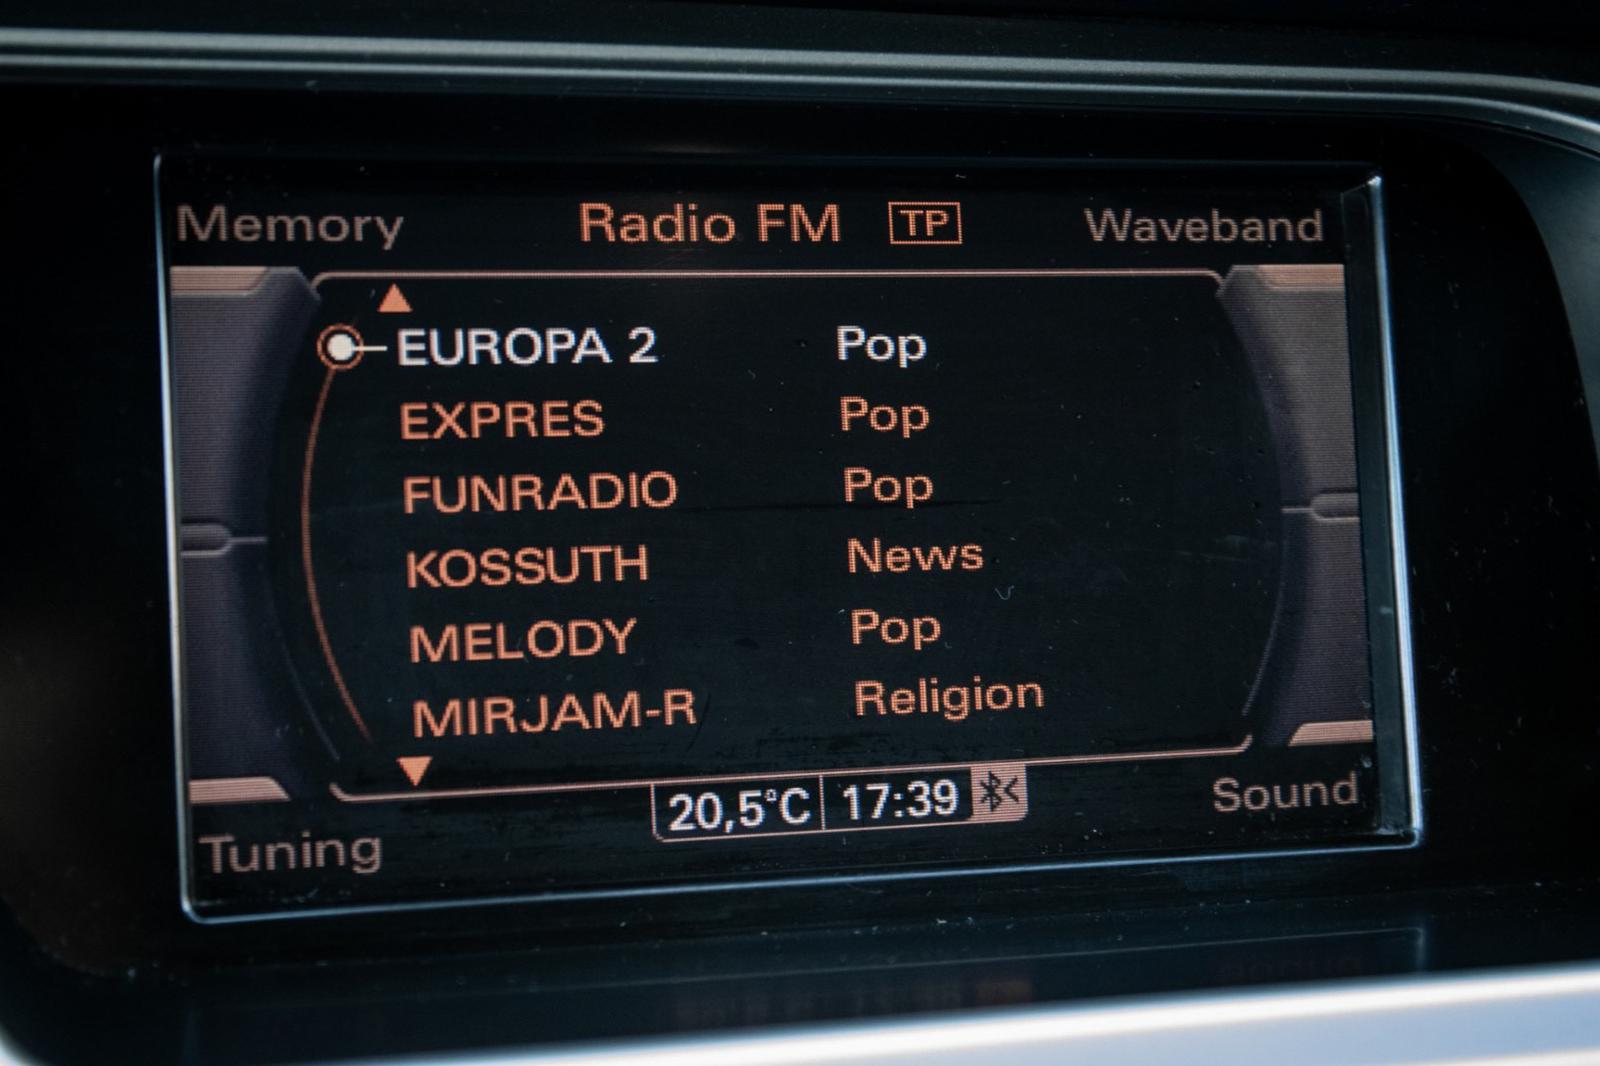 Memory Radio FM TP Waveband
EUROPA 2 Pop
EXPRES Pop
FUNRADIO Pop
KOSSUTH News
MELODY Pop
MIRJAM-R Religion
20,5°C 17:39 Sound
Tuning